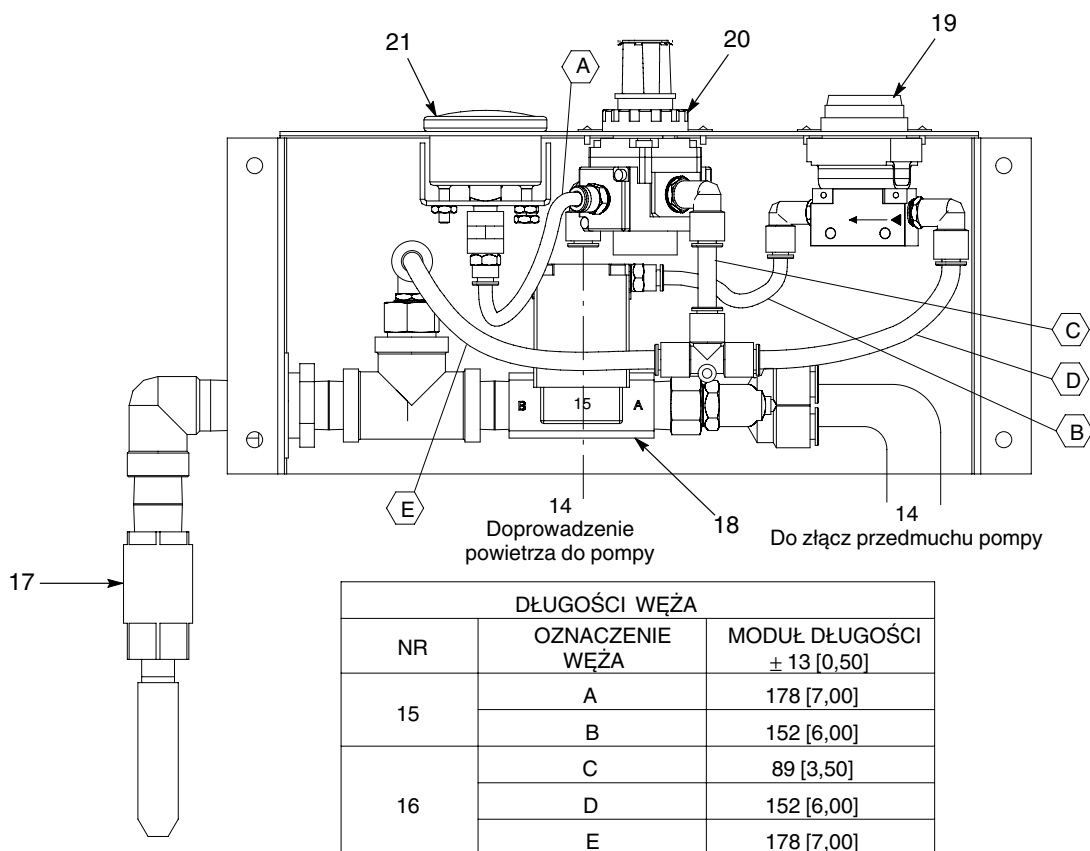 21
A
20
19
C
D
B
B
15
A
E
14
Doprowadzenie
powietrza do pompy
18
14
Do złącz przedmuchu pompy
17
DŁUGOŚCI WĘŻA
NR
OZNACZENIE
WĘŻA
MODUŁ DŁUGOŚCI
± 13 [0,50]
15
A
178 [7,00]
B
152 [6,00]
16
C
89 [3,50]
D
152 [6,00]
E
178 [7,00]